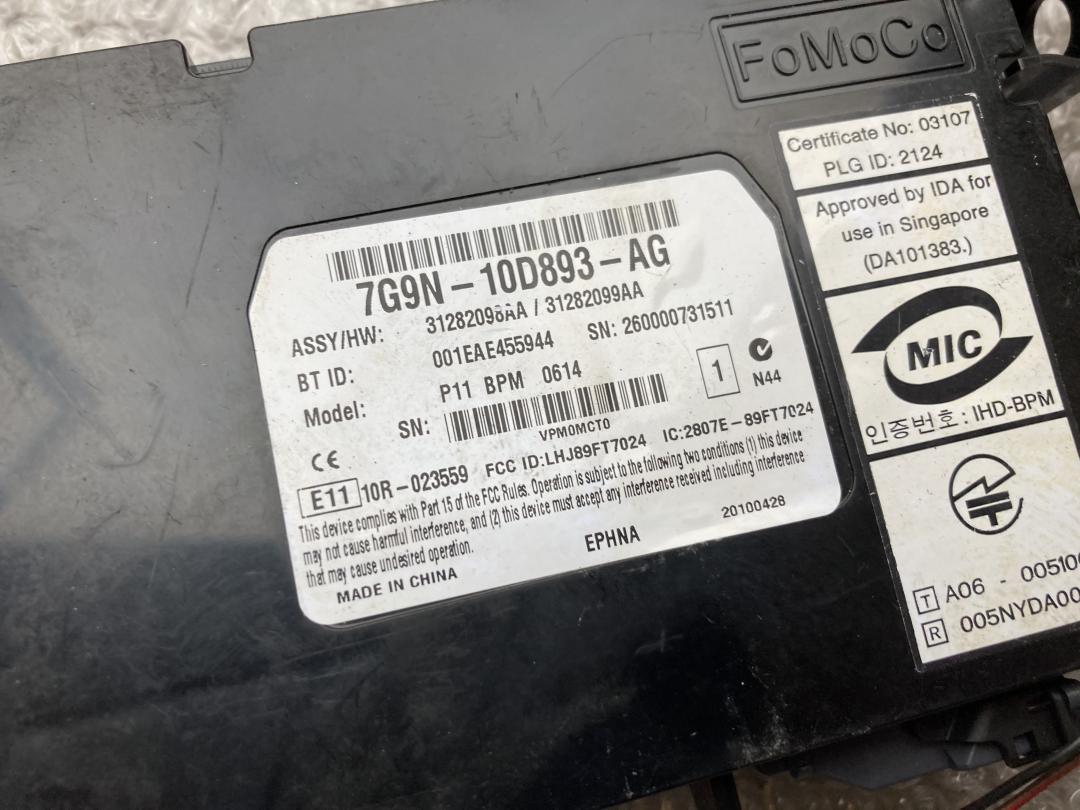 FoMoCo
7G9N-10D893-AG
ASSY/HW: 31282098AA / 31282099AA
BT ID: 001EAE455944 SN: 260000731511
Model: P11 BPM 0614
SN:
VPM0MCT0
1
N44
CE
E11 10R-023559 FCC ID:LHJ89FT7024 IC:2807E-89FT7024
This device complies with Part 15 of the FCC Rules. Operation is subject to the following two conditions (1) this device
may not cause harmful interference, and (2) this device must accept any interference received including interference
that may cause undesired operation.
20100428
EPHNA
MADE IN CHINA
Certificate No: 03107
PLG ID: 2124
Approved by IDA for
use in Singapore
(DA101383.)
MIC
인증번호: IHD-BPM
T A06 - 00510
R 005NYDA00